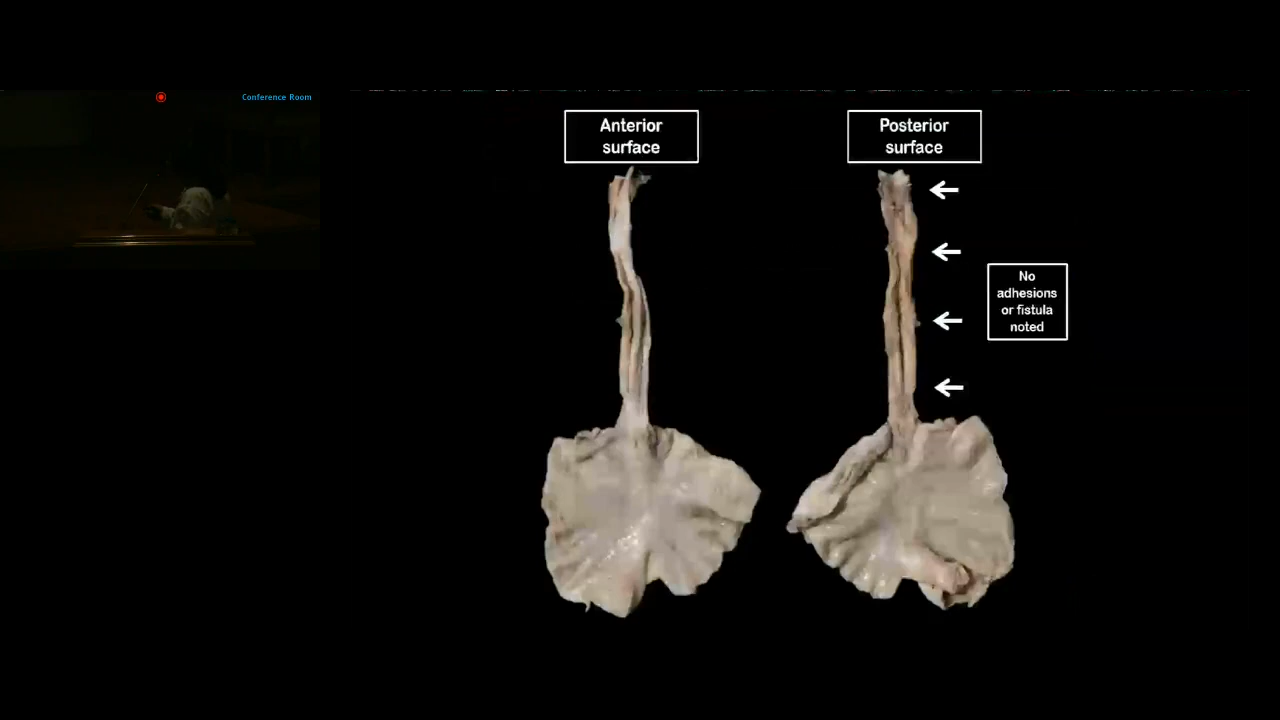 Conference Room
Anterior
surface
Posterior
surface
No
adhesions
or fistula
noted